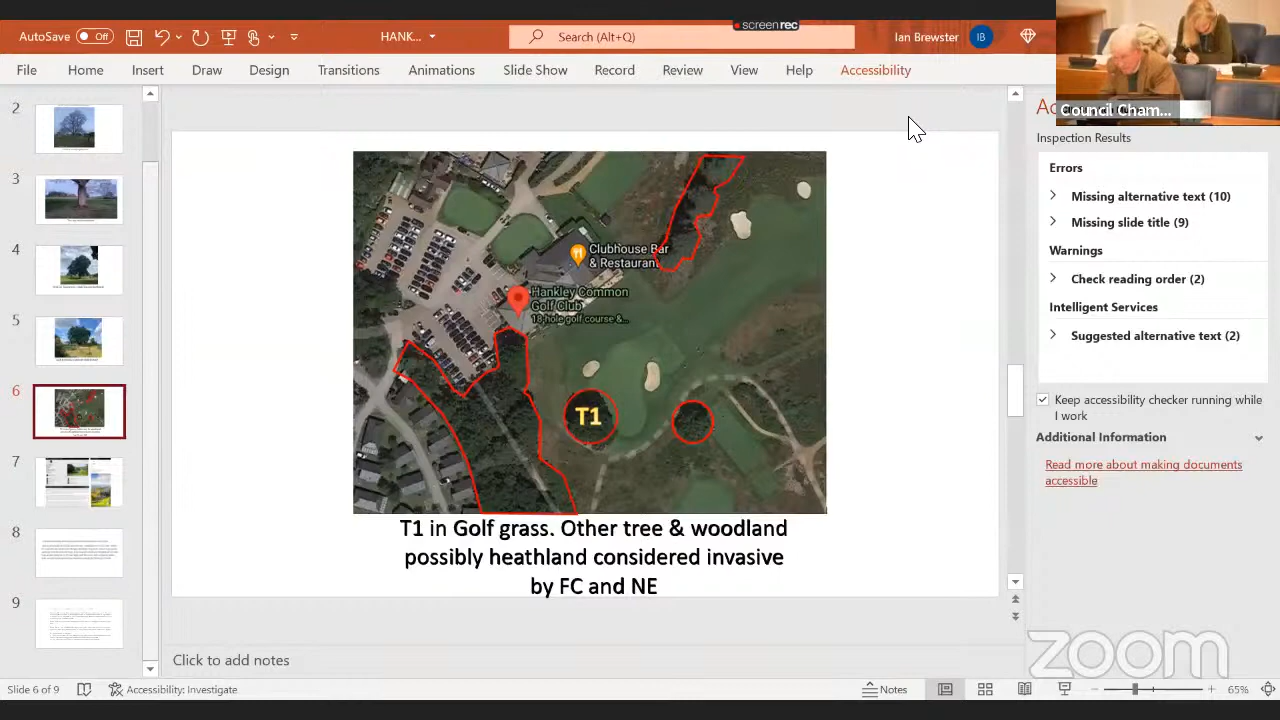 screenrec
AutoSave Off
HANK...
Search (Alt+Q)
Ian Brewster IB
File Home Insert Draw Design Transitions Animations Slide Show Record Review View Help Accessibility
Council Cham...
Inspection Results
Errors
Missing alternative text (10)
Missing slide title (9)
Warnings
Check reading order (2)
Intelligent Services
Suggested alternative text (2)
Keep accessibility checker running while
I work
Additional Information
Read more about making documents
accessible
2
3
4
5
6
8
9
Clubhouse Bar
& Restaurant
Hankley Common
Golf Club
18-hole golf course &...
T1
T1 in Golf grass. Other tree & woodland
possibly heathland considered invasive
by FC and NE
Click to add notes
zoom
Slide 6 of 9
Accessibility: Investigate
Notes
65%